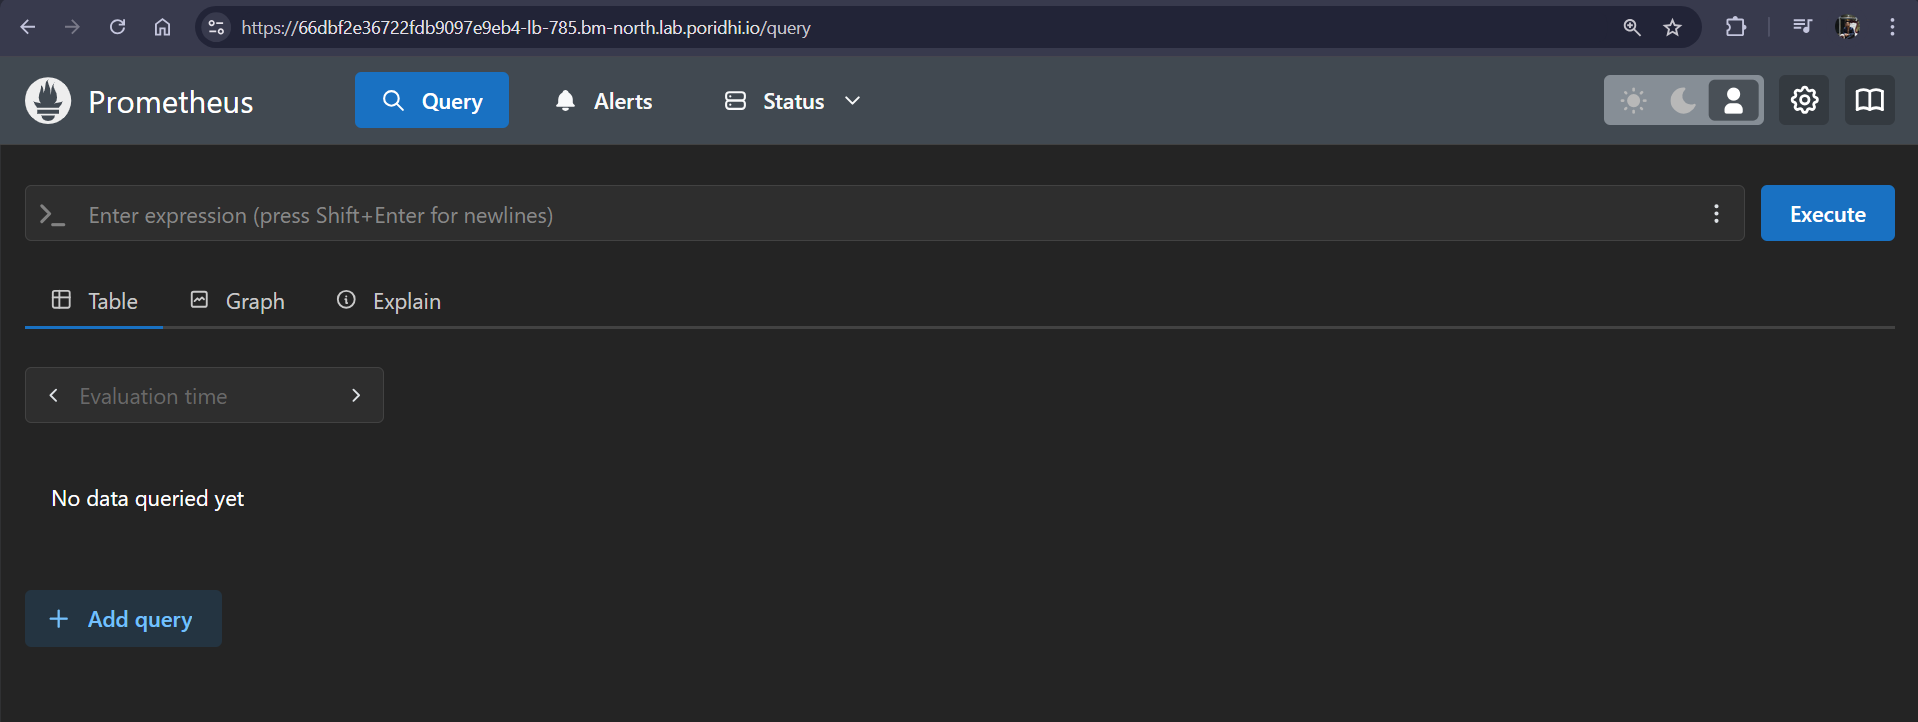 https://66dbf2e36722fdb9097e9eb4-lb-785.bm-north.lab.poridhi.io/query
Prometheus Query Alerts Status
Enter expression (press Shift+Enter for newlines) Execute
Table Graph Explain
Evaluation time
No data queried yet
Add query